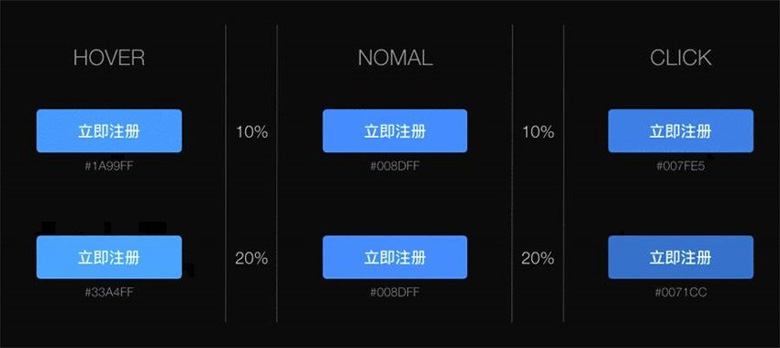 HOVER NOMAL CLICK
立即注册 10% 立即注册 10% 立即注册
#1A99FF #008DFF #007FE5
立即注册 20% 立即注册 20% 立即注册
#33A4FF #008DFF #0071CC